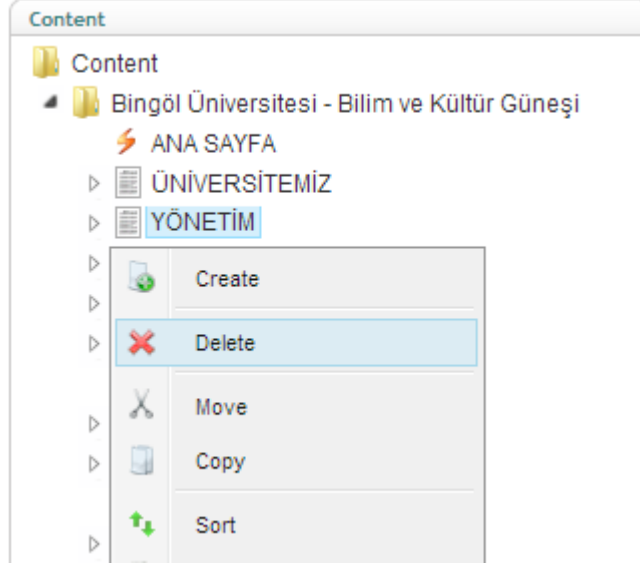 Content
Content
Bingöl Üniversitesi - Bilim ve Kültür Güneşi
ANA SAYFA
ÜNİVERSİTEMİZ
YÖNETİM
Create
Delete
Move
Copy
Sort